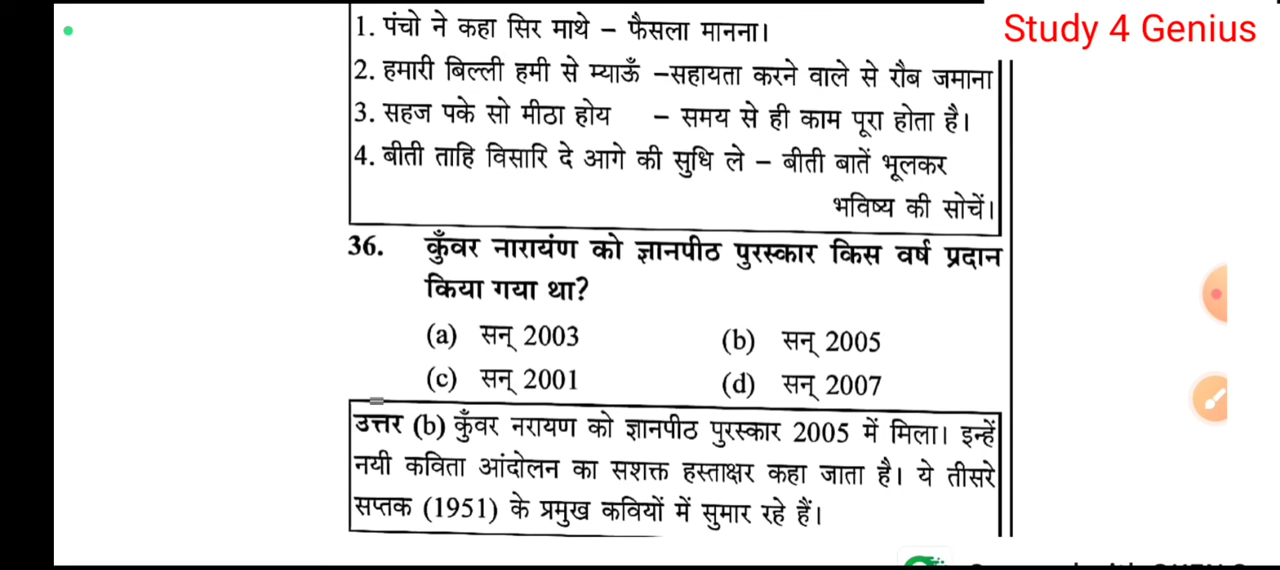 Study 4 Genius
1. पंचो ने कहा सिर माथे – फैसला मानना।
2. हमारी बिल्ली हमी से म्याऊँ –सहायता करने वाले से रौब जमाना
3. सहज पके सो मीठा होय – समय से ही काम पूरा होता है।
4. बीती ताहि विसारि दे आगे की सुधि ले – बीती बातें भूलकर
भविष्य की सोचें।
36. कुँवर नारायंण को ज्ञानपीठ पुरस्कार किस वर्ष प्रदान
किया गया था?
(a) सन् 2003 (b) सन् 2005
(c) सन् 2001 (d) सन् 2007
उत्तर (b) कुँवर नरायण को ज्ञानपीठ पुरस्कार 2005 में मिला। इन्हें
नयी कविता आंदोलन का सशक्त हस्ताक्षर कहा जाता है। ये तीसरे
सप्तक (1951) के प्रमुख कवियों में सुमार रहे हैं।